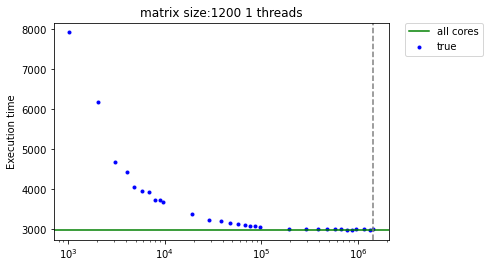 matrix size:1200 1 threads
8000
7000
6000
5000
4000
3000
Execution time
10³
10⁴
10⁵
10⁶
all cores
true